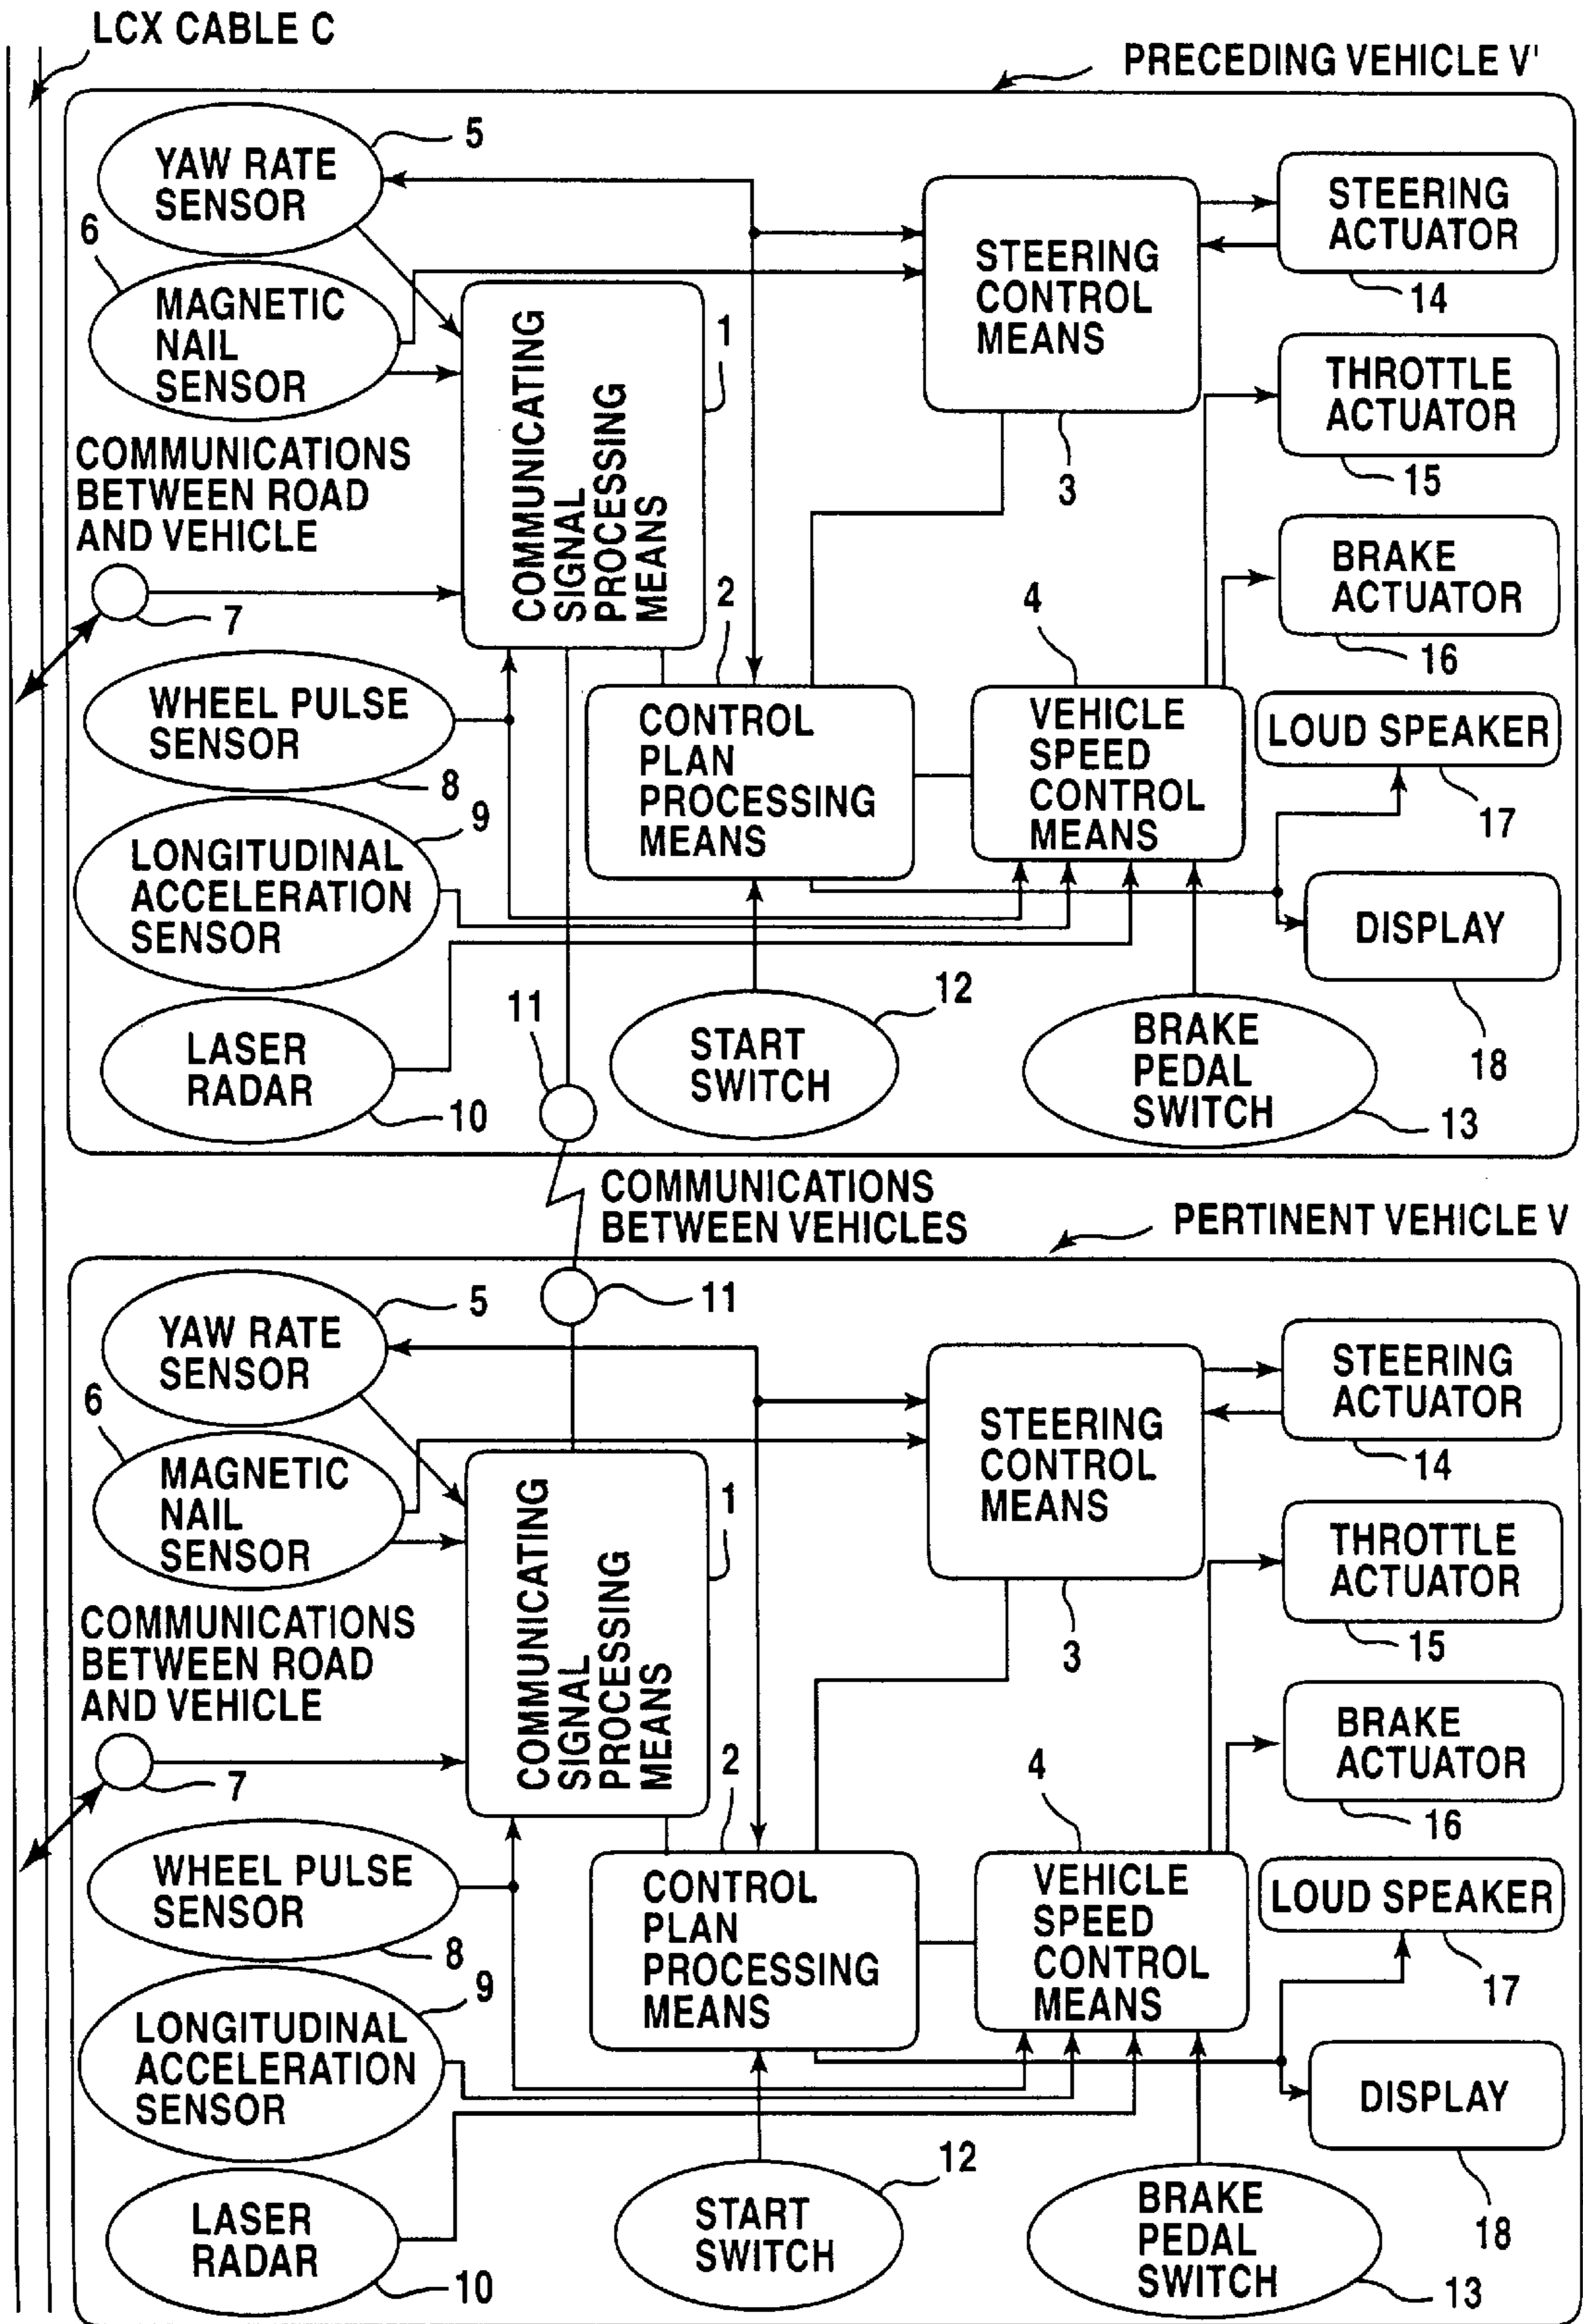 LCX CABLE C
PRECEDING VEHICLE V'
YAW RATE
SENSOR
5
6
MAGNETIC
NAIL
SENSOR
COMMUNICATING
SIGNAL
PROCESSING
MEANS
1
STEERING
CONTROL
MEANS
3
STEERING
ACTUATOR
14
THROTTLE
ACTUATOR
15
COMMUNICATIONS
BETWEEN ROAD
AND VEHICLE
7
BRAKE
ACTUATOR
16
2
4
WHEEL PULSE
SENSOR
8
CONTROL
PLAN
PROCESSING
MEANS
VEHICLE
SPEED
CONTROL
MEANS
LOUD SPEAKER
17
9
LONGITUDINAL
ACCELERATION
SENSOR
DISPLAY
18
LASER
RADAR
10
11
START
SWITCH
12
BRAKE
PEDAL
SWITCH
13
COMMUNICATIONS
BETWEEN VEHICLES
PERTINENT VEHICLE V
11
YAW RATE
SENSOR
5
6
MAGNETIC
NAIL
SENSOR
COMMUNICATING
SIGNAL
PROCESSING
MEANS
1
STEERING
CONTROL
MEANS
3
STEERING
ACTUATOR
14
THROTTLE
ACTUATOR
15
COMMUNICATIONS
BETWEEN ROAD
AND VEHICLE
7
BRAKE
ACTUATOR
16
2
4
WHEEL PULSE
SENSOR
8
CONTROL
PLAN
PROCESSING
MEANS
VEHICLE
SPEED
CONTROL
MEANS
LOUD SPEAKER
17
9
LONGITUDINAL
ACCELERATION
SENSOR
DISPLAY
18
LASER
RADAR
10
START
SWITCH
12
BRAKE
PEDAL
SWITCH
13